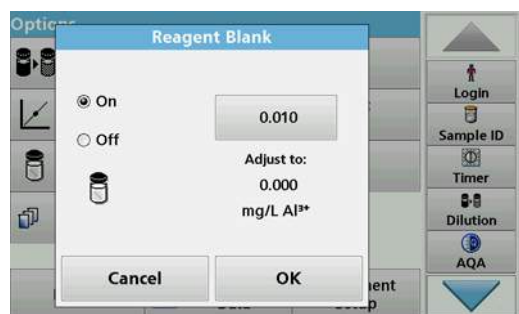 Options
Reagent Blank
On
Off
0.010
Adjust to:
0.000
mg/L Al³⁺
Cancel
OK
Login
Sample ID
Timer
Dilution
AQA